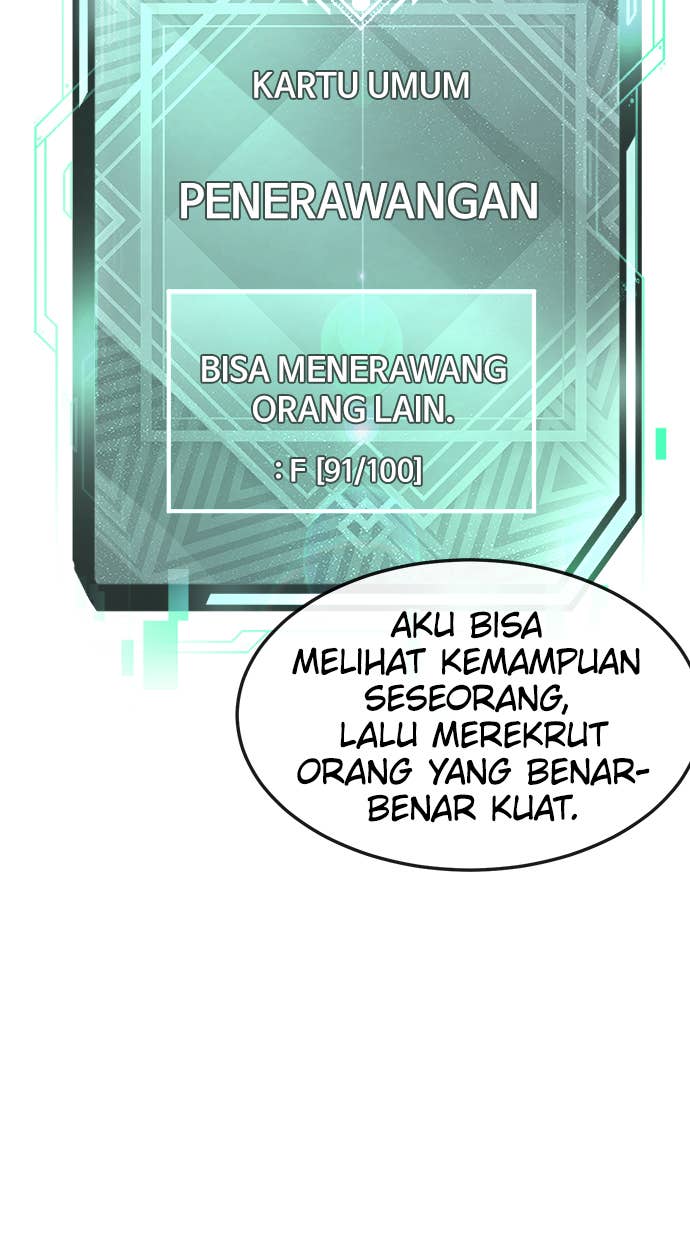 KARTU UMUM
PENERAWANGAN
BISA MENERAWANG
ORANG LAIN.
: F [91/100]
AKU BISA
MELIHAT KEMAMPUAN
SESEORANG,
LALU MEREKRUT
ORANG YANG BENAR-
BENAR KUAT.